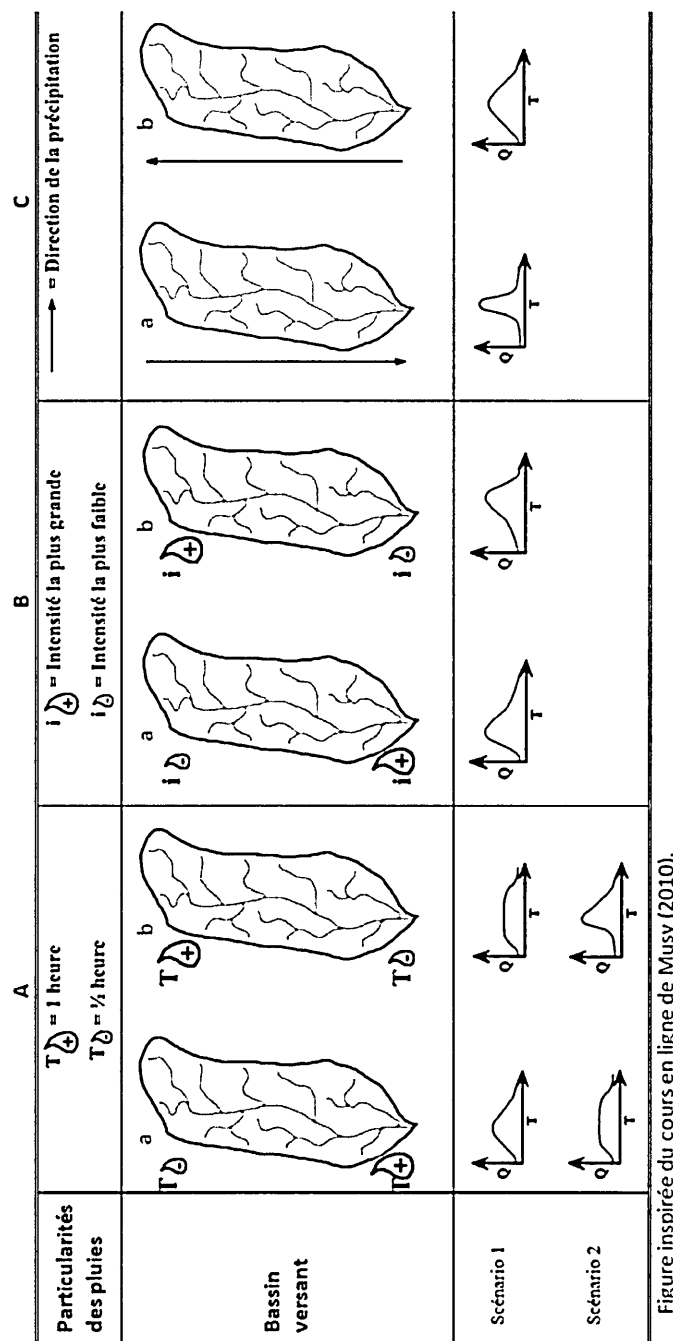 A
B
C
Particularités
des pluies
T + = 1 heure
T - = ½ heure
i + = Intensité la plus grande
i - = Intensité la plus faible
= Direction de la précipitation
Bassin
versant
a
T -
T +
b
T +
T -
a
i -
i +
b
i +
i -
a
b
Scénario 1
Q
T
Q
T
Q
T
Q
T
Q
T
Q
T
Scénario 2
Q
T
Q
T
Figure inspirée du cours en ligne de Musy (2010).